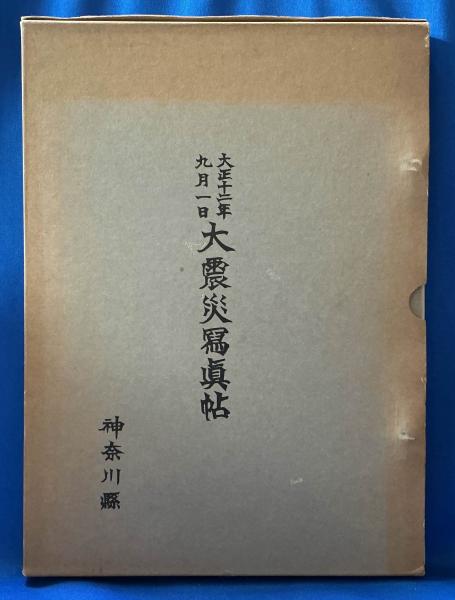 大正十二年
九月一日
大震災寫眞帖
神奈川縣